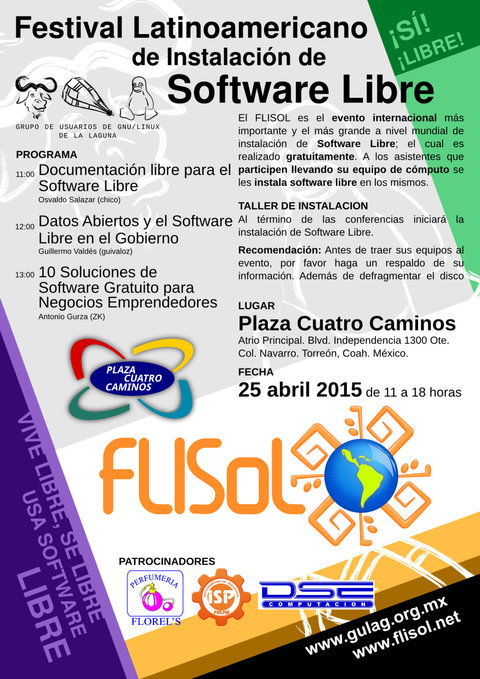 Festival Latinoamericano
de Instalación de
Software Libre
¡SÍ!
¡LIBRE!
GRUPO DE USUARIOS DE GNU/LINUX
DE LA LAGUNA
PROGRAMA
11:00 Documentación libre para el
Software Libre
Osvaldo Salazar (chico)
12:00 Datos Abiertos y el Software
Libre en el Gobierno
Guillermo Valdés (guivaloz)
13:00 10 Soluciones de
Software Gratuito para
Negocios Emprendedores
Antonio Gurza (ZK)
El FLISOL es el evento internacional más
importante y el más grande a nivel mundial de
instalación de Software Libre; el cual es
realizado gratuitamente. A los asistentes que
participen llevando su equipo de cómputo se
les instala software libre en los mismos.
TALLER DE INSTALACION
Al término de las conferencias iniciará la
instalación de Software Libre.
Recomendación: Antes de traer sus equipos al
evento, por favor haga un respaldo de su
información. Además de defragmentar el disco
LUGAR
Plaza Cuatro Caminos
Atrio Principal. Blvd. Independencia 1300 Ote.
Col. Navarro. Torreón, Coah. México.
FECHA
25 abril 2015 de 11 a 18 horas
PLAZA
CUATRO
CAMINOS
FLISoL
VIVE LIBRE, SE LIBRE
USA SOFTWARE
LIBRE
PATROCINADORES
PERFUMERIA
FLOREL'S
iSP
DSE
COMPUTACION
www.gulag.org.mx
www.flisol.net